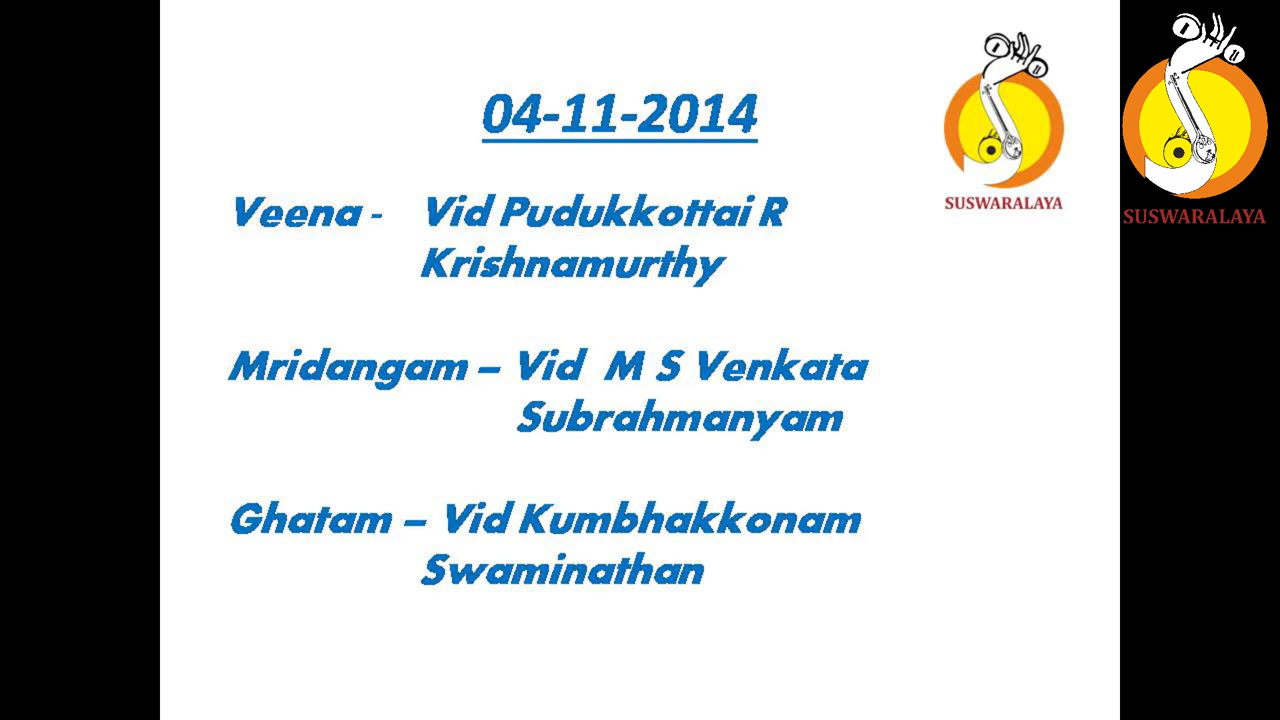 04-11-2014
Veena - Vid Pudukkottai R
Krishnamurthy
Mridangam – Vid M S Venkata
Subrahmanyam
Ghatam – Vid Kumbhakkonam
Swaminathan
SUSWARALAYA
SUSWARALAYA